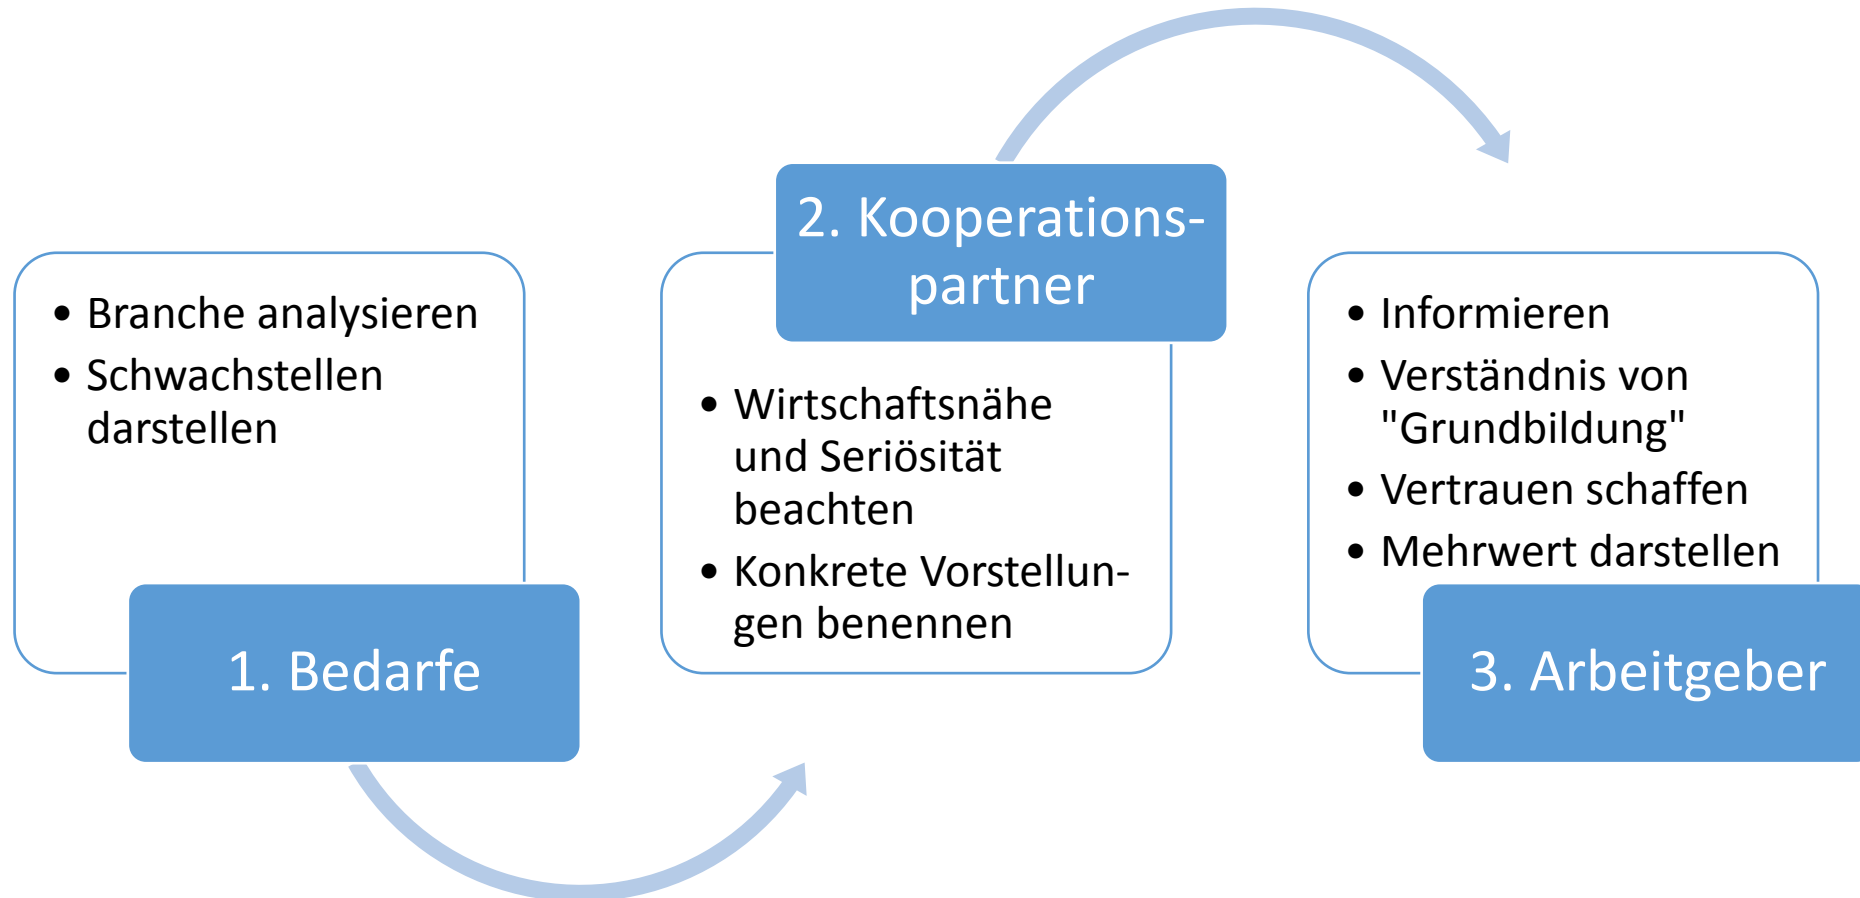 • Branche analysieren
• Schwachstellen
darstellen
1. Bedarfe
2. Kooperations-
partner
• Wirtschaftsnähe
und Seriösität
beachten
• Konkrete Vorstellun-
gen benennen
• Informieren
• Verständnis von
"Grundbildung"
• Vertrauen schaffen
• Mehrwert darstellen
3. Arbeitgeber